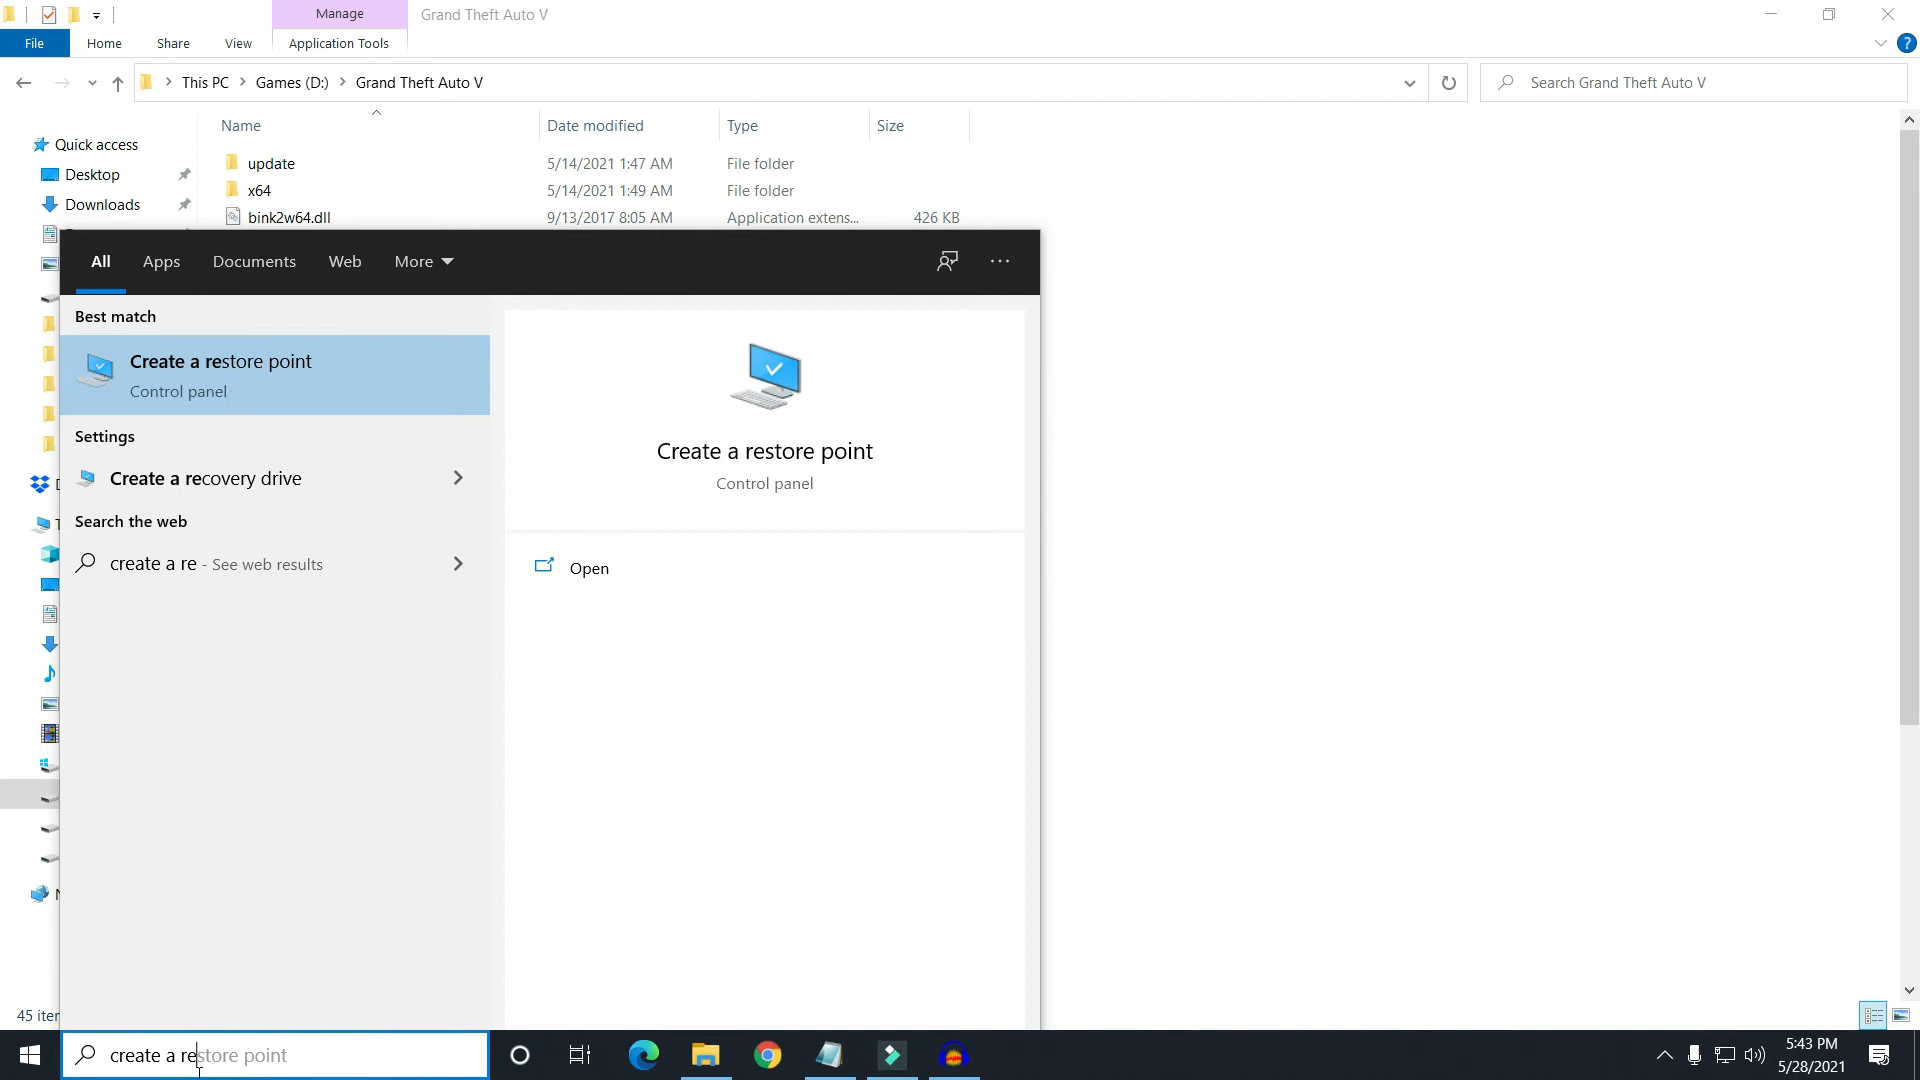 Manage
Grand Theft Auto V
File
Home
Share
View
Application Tools
This PC
Games (D:)
Grand Theft Auto V
Search Grand Theft Auto V
Name
Date modified
Type
Size
Quick access
Desktop
Downloads
update
5/14/2021 1:47 AM
File folder
x64
5/14/2021 1:49 AM
File folder
bink2w64.dll
9/13/2017 8:05 AM
Application extens...
426 KB
All
Apps
Documents
Web
More
Best match
Create a restore point
Control panel
Settings
Create a recovery drive
Search the web
create a re - See web results
Create a restore point
Control panel
Open
45 iter
create a restore point
5:43 PM
5/28/2021